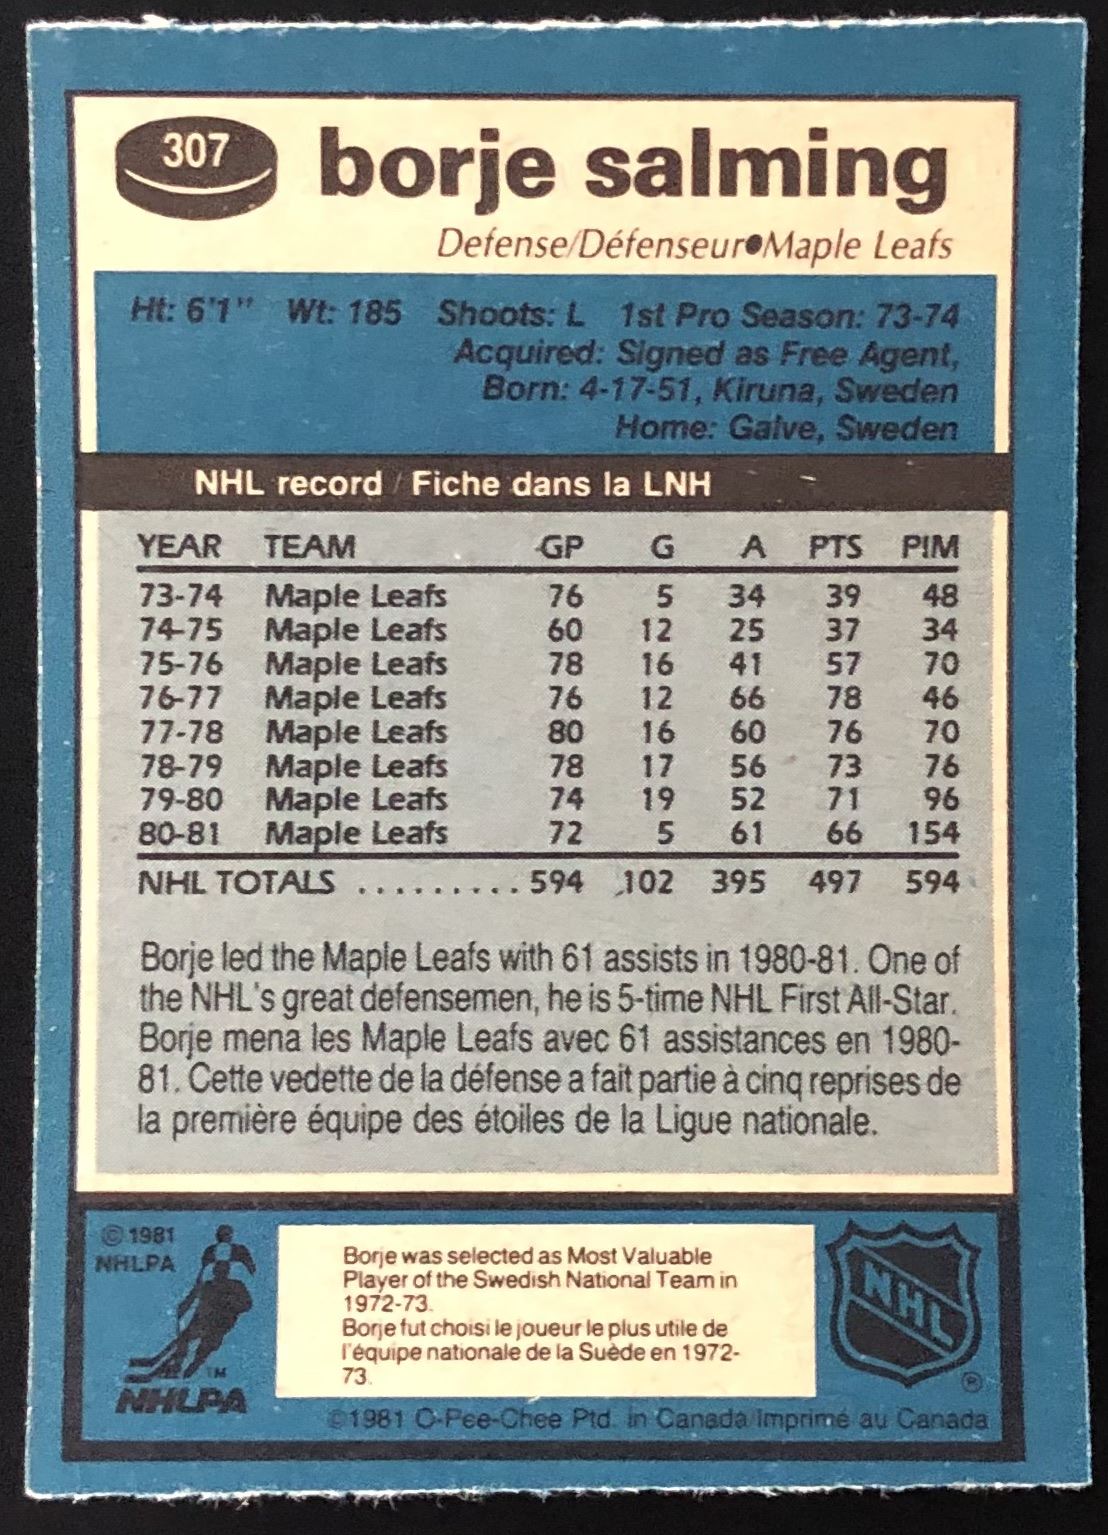 307
borje salming
Defense/Défenseur●Maple Leafs
Ht: 6'1" Wt: 185 Shoots: L 1st Pro Season: 73-74
Acquired: Signed as Free Agent,
Born: 4-17-51, Kiruna, Sweden
Home: Galve, Sweden
NHL record / Fiche dans la LNH
YEAR TEAM GP G A PTS PIM
73-74 Maple Leafs 76 5 34 39 48
74-75 Maple Leafs 60 12 25 37 34
75-76 Maple Leafs 78 16 41 57 70
76-77 Maple Leafs 76 12 66 78 46
77-78 Maple Leafs 80 16 60 76 70
78-79 Maple Leafs 78 17 56 73 76
79-80 Maple Leafs 74 19 52 71 96
80-81 Maple Leafs 72 5 61 66 154
NHL TOTALS .......... 594 102 395 497 594
Borje led the Maple Leafs with 61 assists in 1980-81. One of
the NHL's great defensemen, he is 5-time NHL First All-Star.
Borje mena les Maple Leafs avec 61 assistances en 1980-
81. Cette vedette de la défense a fait partie à cinq reprises de
la première équipe des étoiles de la Ligue nationale.
© 1981
NHLPA
TM
NHLPA
Borje was selected as Most Valuable
Player of the Swedish National Team in
1972-73.
Borje fut choisi le joueur le plus utile de
l'équipe nationale de la Suède en 1972-
73.
NHL
®
©1981 O-Pee-Chee Ptd. in Canada/Imprimé au Canada